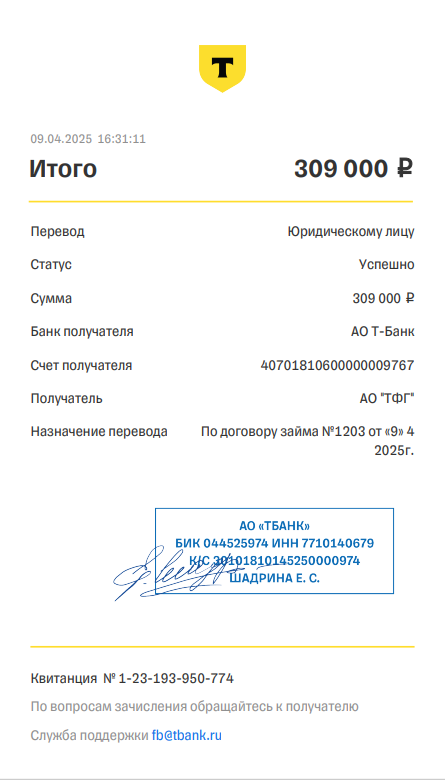 Т
09.04.2025 16:31:11
Итого 309 000 ₽
Перевод Юридическому лицу
Статус Успешно
Сумма 309 000 ₽
Банк получателя АО Т-Банк
Счет получателя 40701810600000009767
Получатель АО "ТФГ"
Назначение перевода По договору займа №1203 от «9» 4
2025г.
АО «ТБАНК»
БИК 044525974 ИНН 7710140679
К/С 30101810145250000974
ШАДРИНА Е. С.
Квитанция № 1-23-193-950-774
По вопросам зачисления обращайтесь к получателю
Служба поддержки fb@tbank.ru